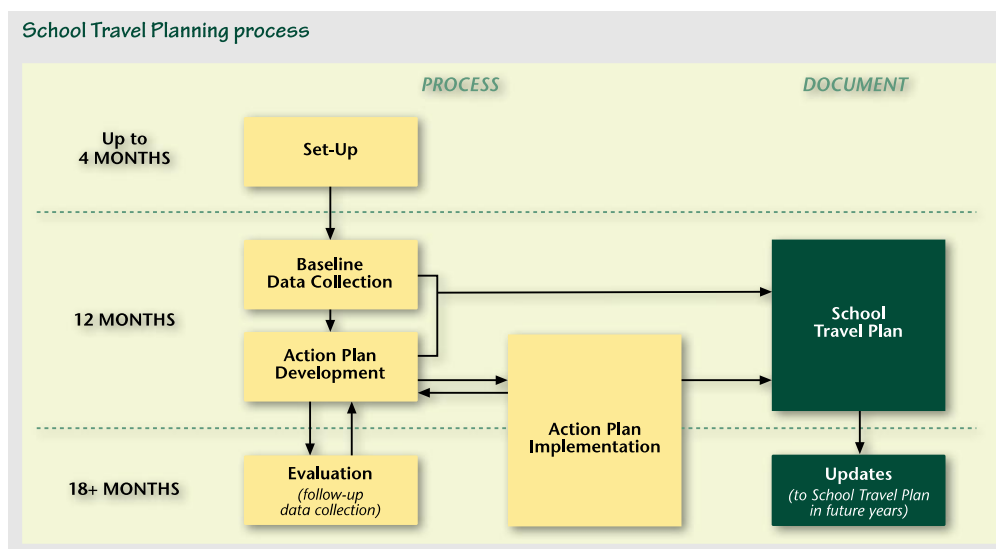 School Travel Planning process
PROCESS
DOCUMENT
Up to
4 MONTHS
Set-Up
12 MONTHS
Baseline
Data Collection
Action Plan
Development
School
Travel Plan
Action Plan
Implementation
18+ MONTHS
Evaluation
(follow-up
data collection)
Updates
(to School Travel Plan
in future years)